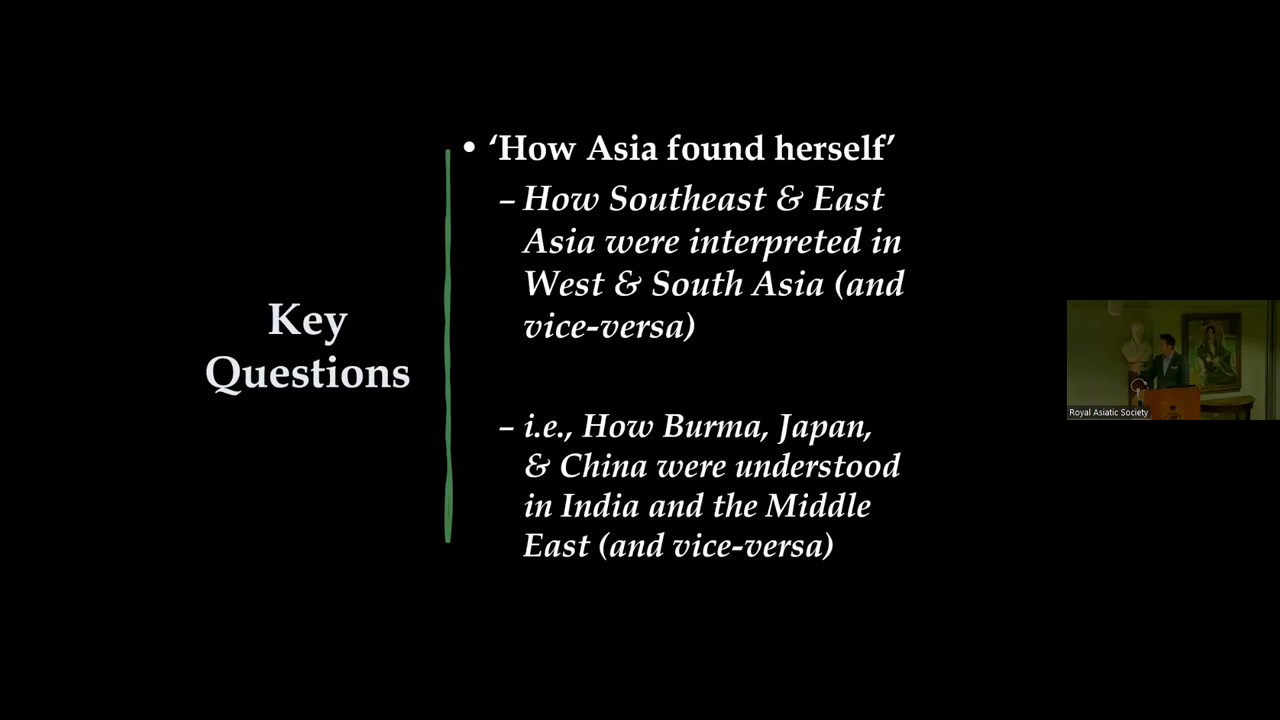 Key
Questions
• ‘How Asia found herself’
– How Southeast & East
Asia were interpreted in
West & South Asia (and
vice-versa)
– i.e., How Burma, Japan,
& China were understood
in India and the Middle
East (and vice-versa)
Royal Asiatic Society